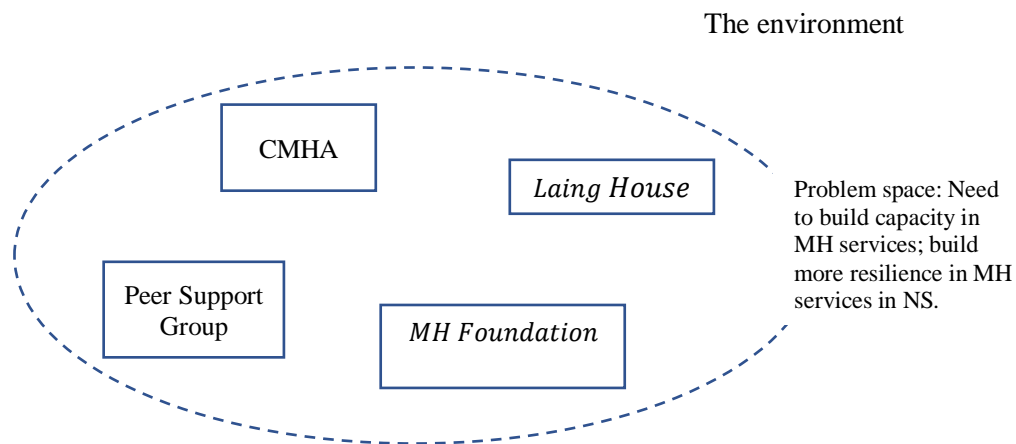 The environment
CMHA
Laing House
Problem space: Need
to build capacity in
MH services; build
more resilience in MH
services in NS.
Peer Support
Group
MH Foundation